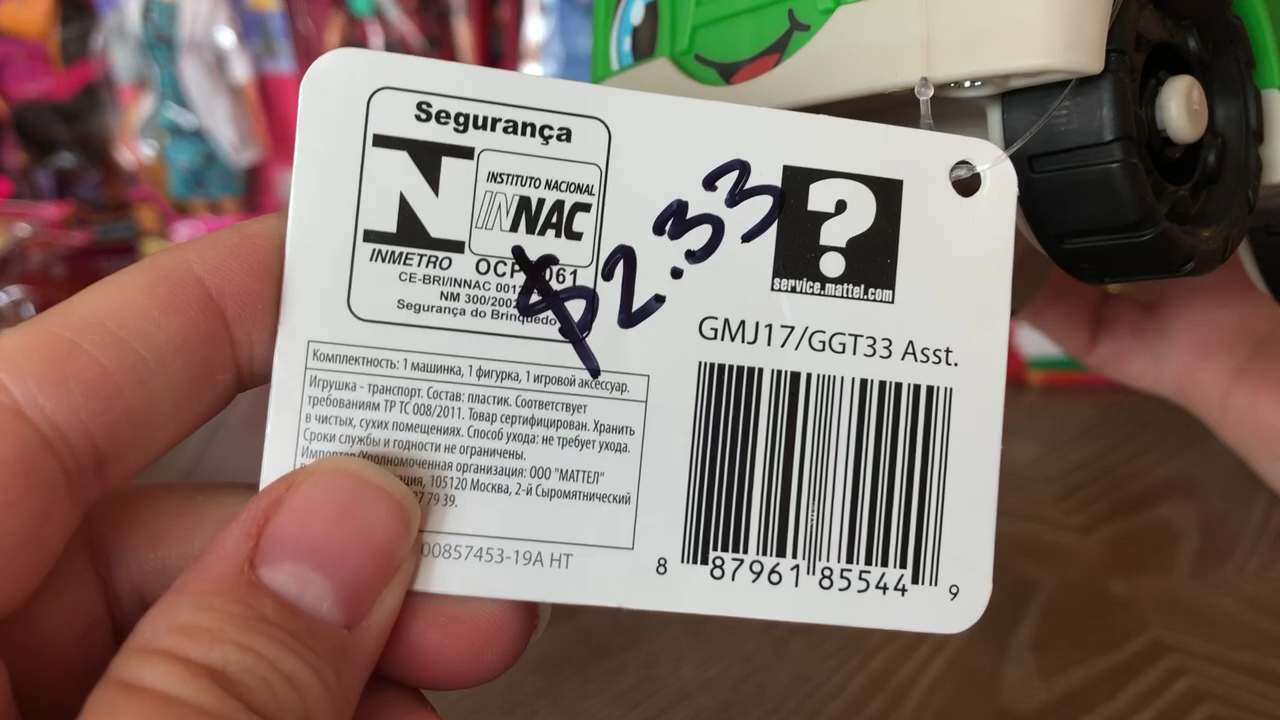 Segurança
INSTITUTO NACIONAL
INNAC
INMETRO
OCP 0061
CE-BRI/INNAC
NM 300/2002
Segurança do Brinquedo
$2.33
?
service.mattel.com
GMJ17/GGT33 Asst.
Комплектность: 1 машинка, 1 фигурка, 1 игровой аксессуар.
Игрушка - транспорт. Состав: пластик. Соответствует
требованиям ТР ТС 008/2011. Товар сертифицирован. Хранить
в чистых, сухих помещениях. Способ ухода: не требует ухода.
Сроки службы и годности не ограничены.
Импортер/Уполномоченная организация: ООО "МАТТЕЛ"
105120 Москва, 2-й Сыромятнический
79 39.
00857453-19A HT
8 87961 85544 9